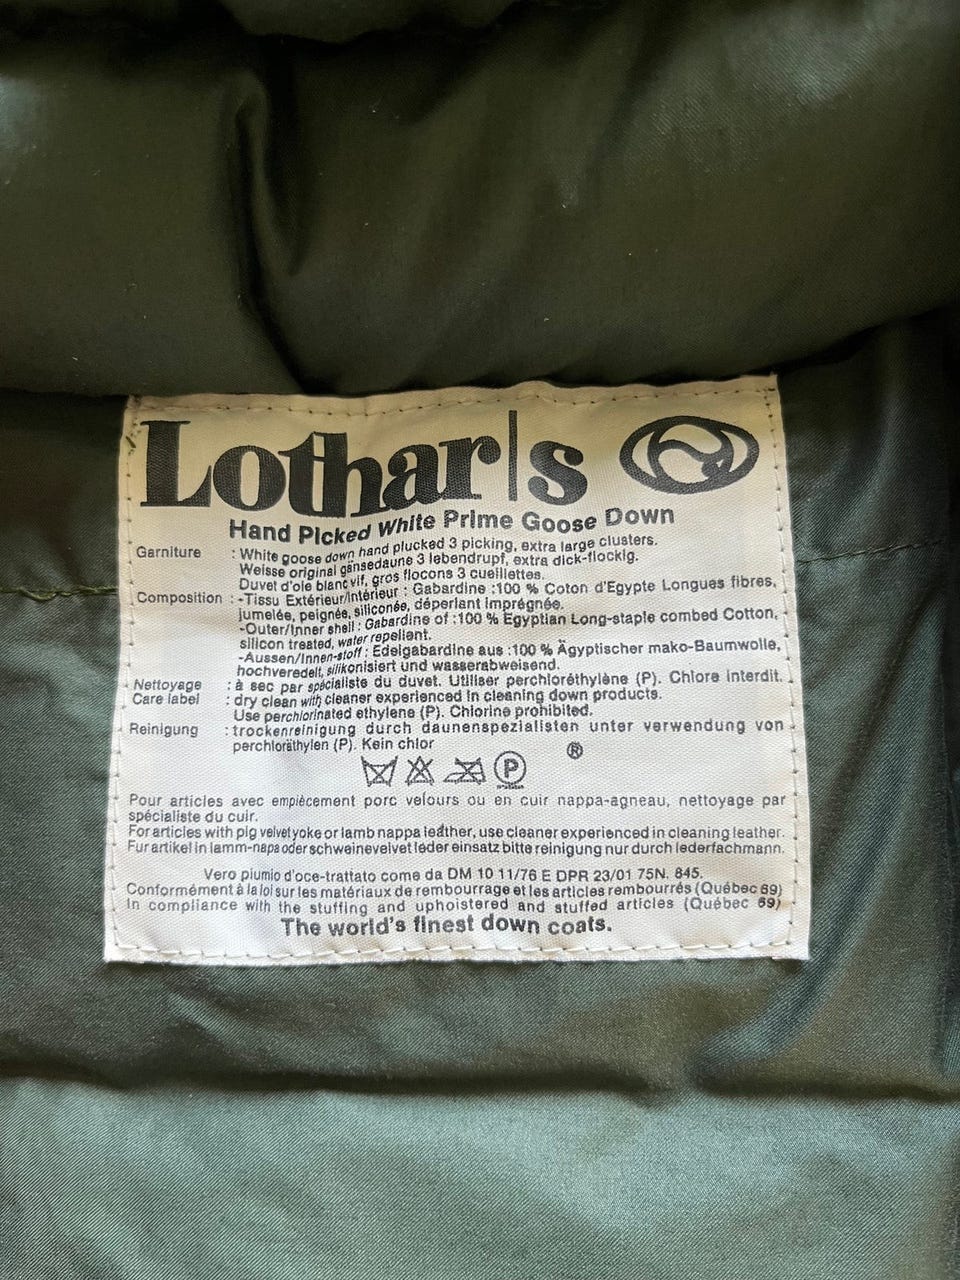 Lothar|s
Hand Picked White Prime Goose Down
Garniture : White goose down hand plucked 3 picking, extra large clusters.
Weisse original gänsedaune 3 lebendrupf, extra dick-flockig.
Duvet d'oie blanc vif, gros flocons 3 cueillettes.
Composition : -Tissu Extérieur/Intérieur : Gabardine :100 % Coton d'Egypte Longues fibres,
jumelée, peignée, siliconée, déperlant imprégnée.
-Outer/Inner shell : Gabardine of :100 % Egyptian Long-staple combed Cotton,
silicon treated, water repellent.
-Aussen/Innen-stoff : Edelgabardine aus :100 % Ägyptischer mako-Baumwolle,
hochveredelt, silikonisiert und wasserabweisend.
Nettoyage : à sec par spécialiste du duvet. Utiliser perchloréthylène (P). Chlore interdit.
Care label : dry clean with cleaner experienced in cleaning down products.
Use perchlorinated ethylene (P). Chlorine prohibited.
Reinigung : trockenreinigung durch daunenspezialisten unter verwendung von
perchloräthylen (P). Kein chlor
®
P
Pour articles avec empiècement porc velours ou en cuir nappa-agneau, nettoyage par
spécialiste du cuir.
For articles with pig velvet yoke or lamb nappa leather, use cleaner experienced in cleaning leather.
Fur artikel in lamm-napa oder schweinevelvet leder einsatz bitte reinigung nur durch lederfachmann.
Vero piumio d'oce-trattato come da DM 10 11/76 E DPR 23/01 75N. 845.
Conformément à la loi sur les matériaux de rembourrage et les articles rembourrés (Québec 69)
In compliance with the stuffing and upholstered and stuffed articles (Québec 69)
The world's finest down coats.